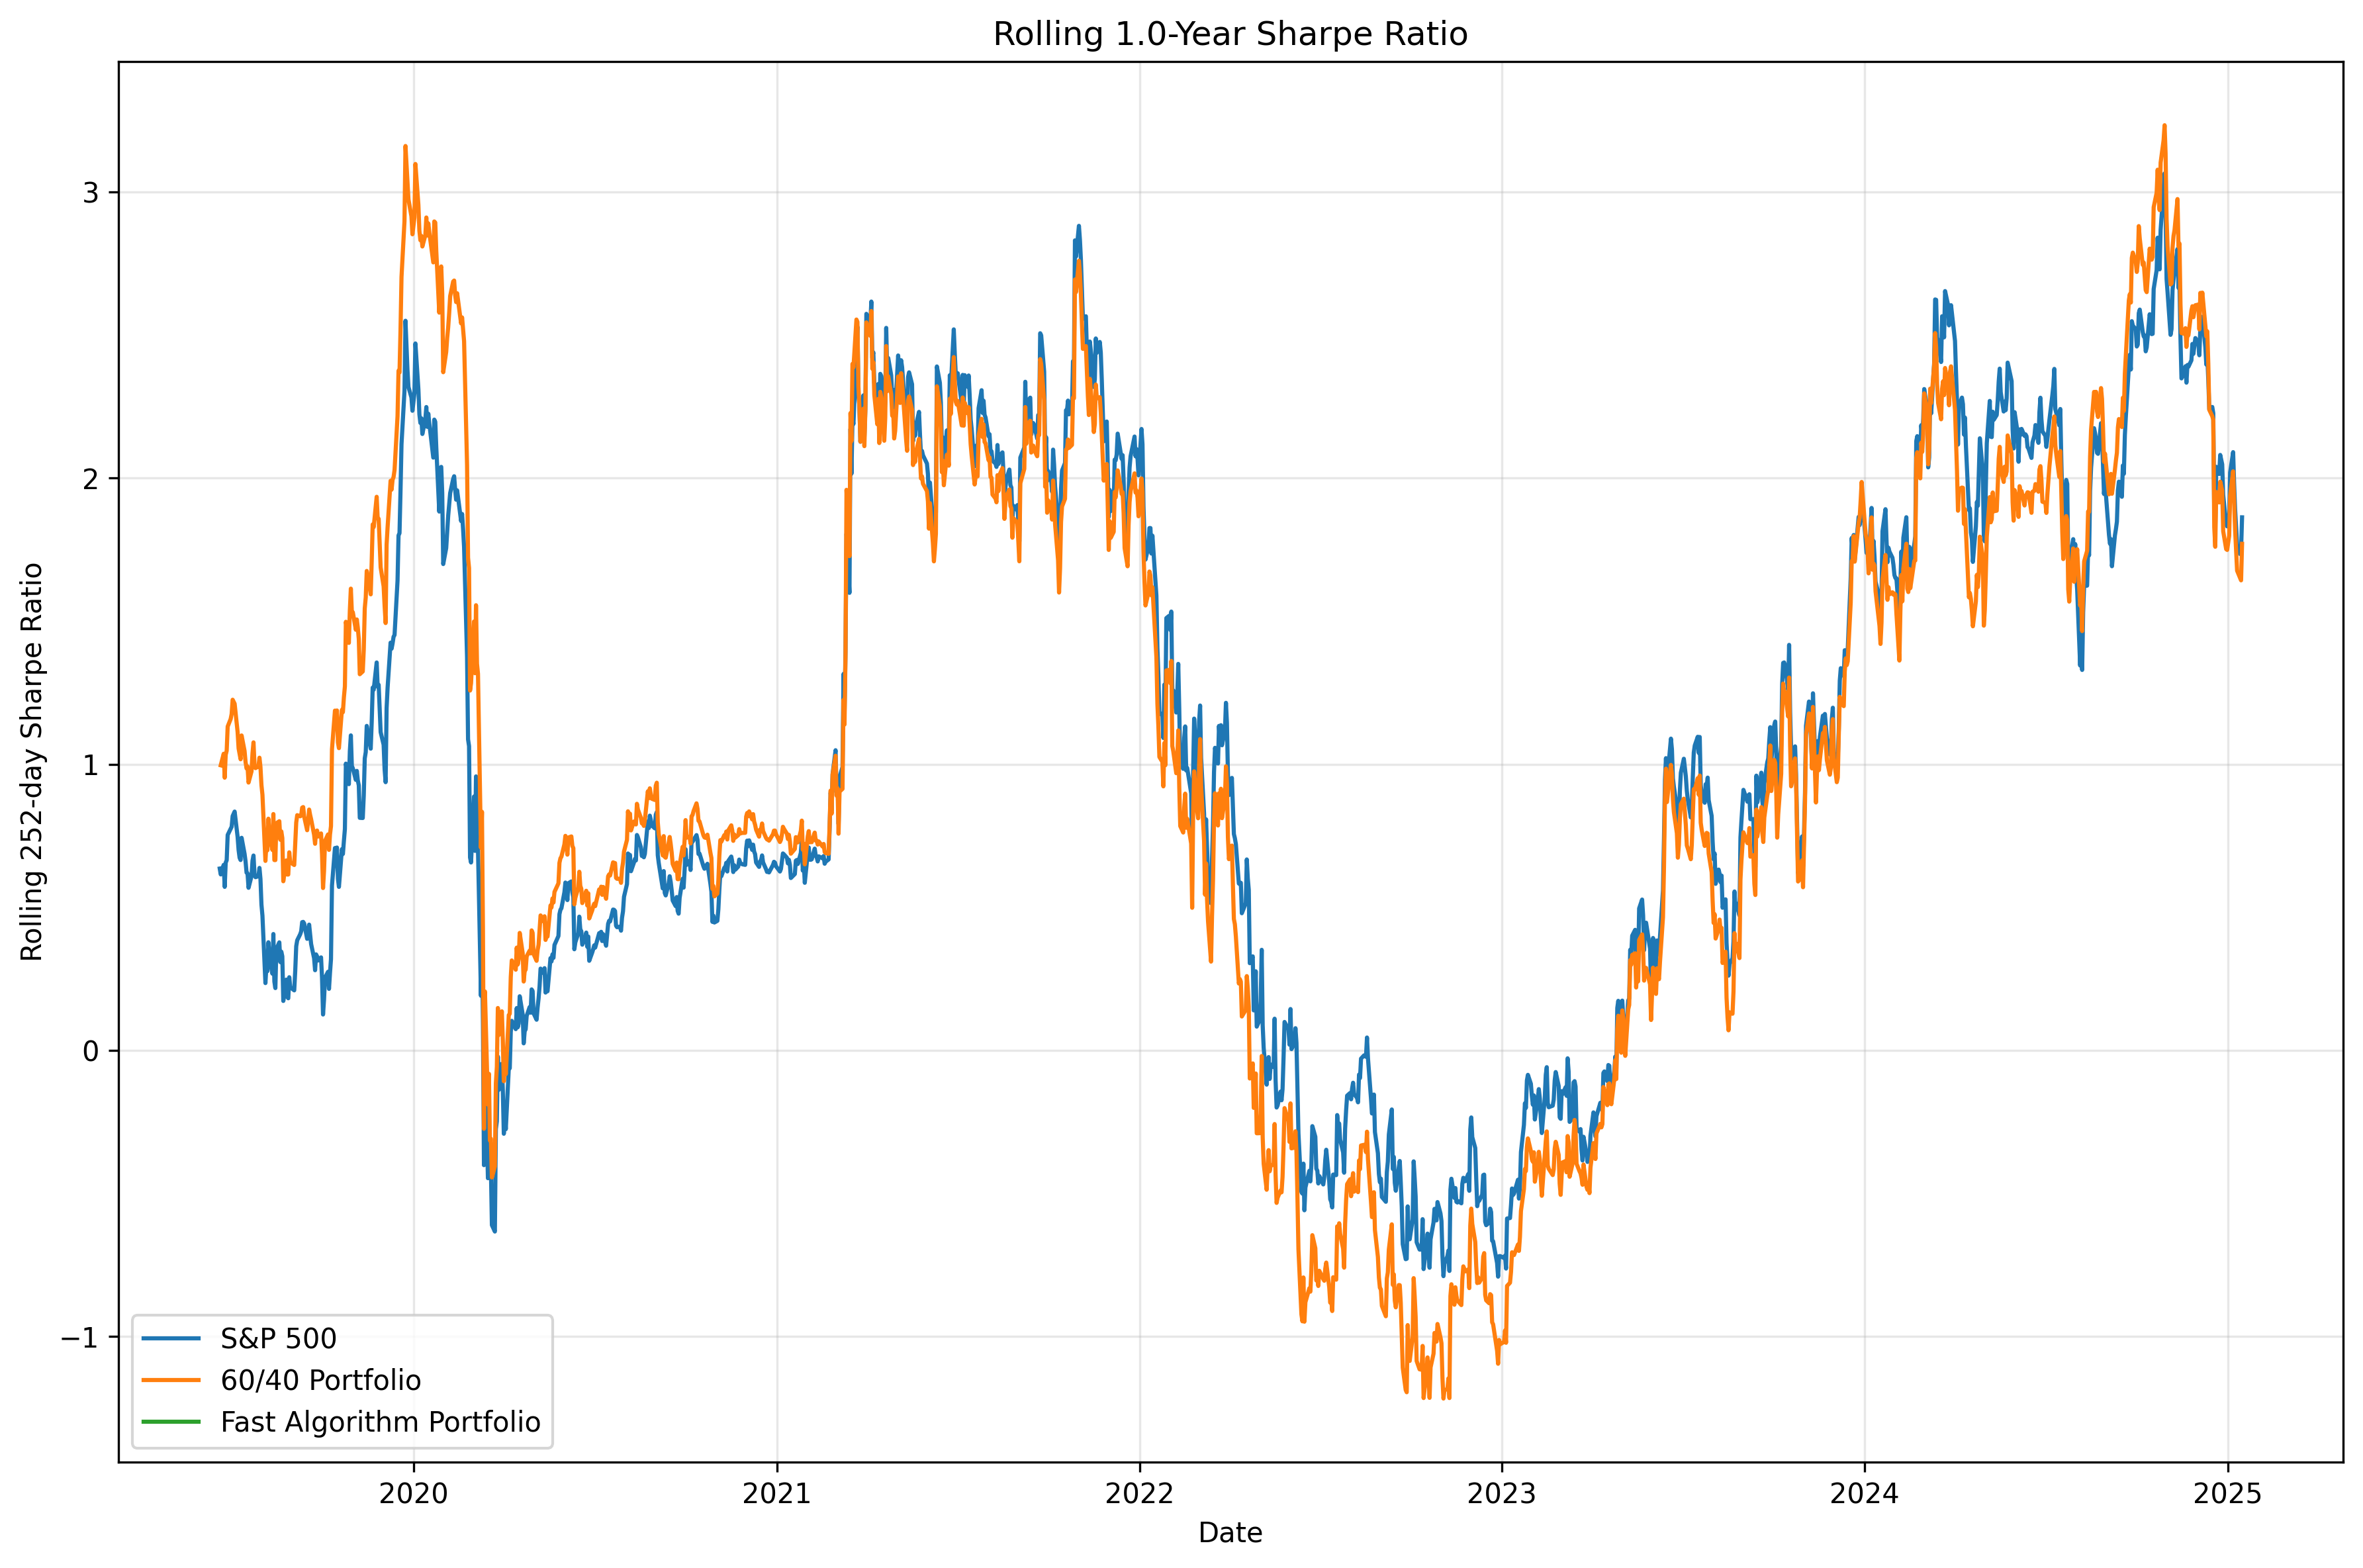 Rolling 1.0-Year Sharpe Ratio
Rolling 252-day Sharpe Ratio
3
2
1
0
−1
S&P 500
60/40 Portfolio
Fast Algorithm Portfolio
2020
2021
2022
2023
2024
2025
Date